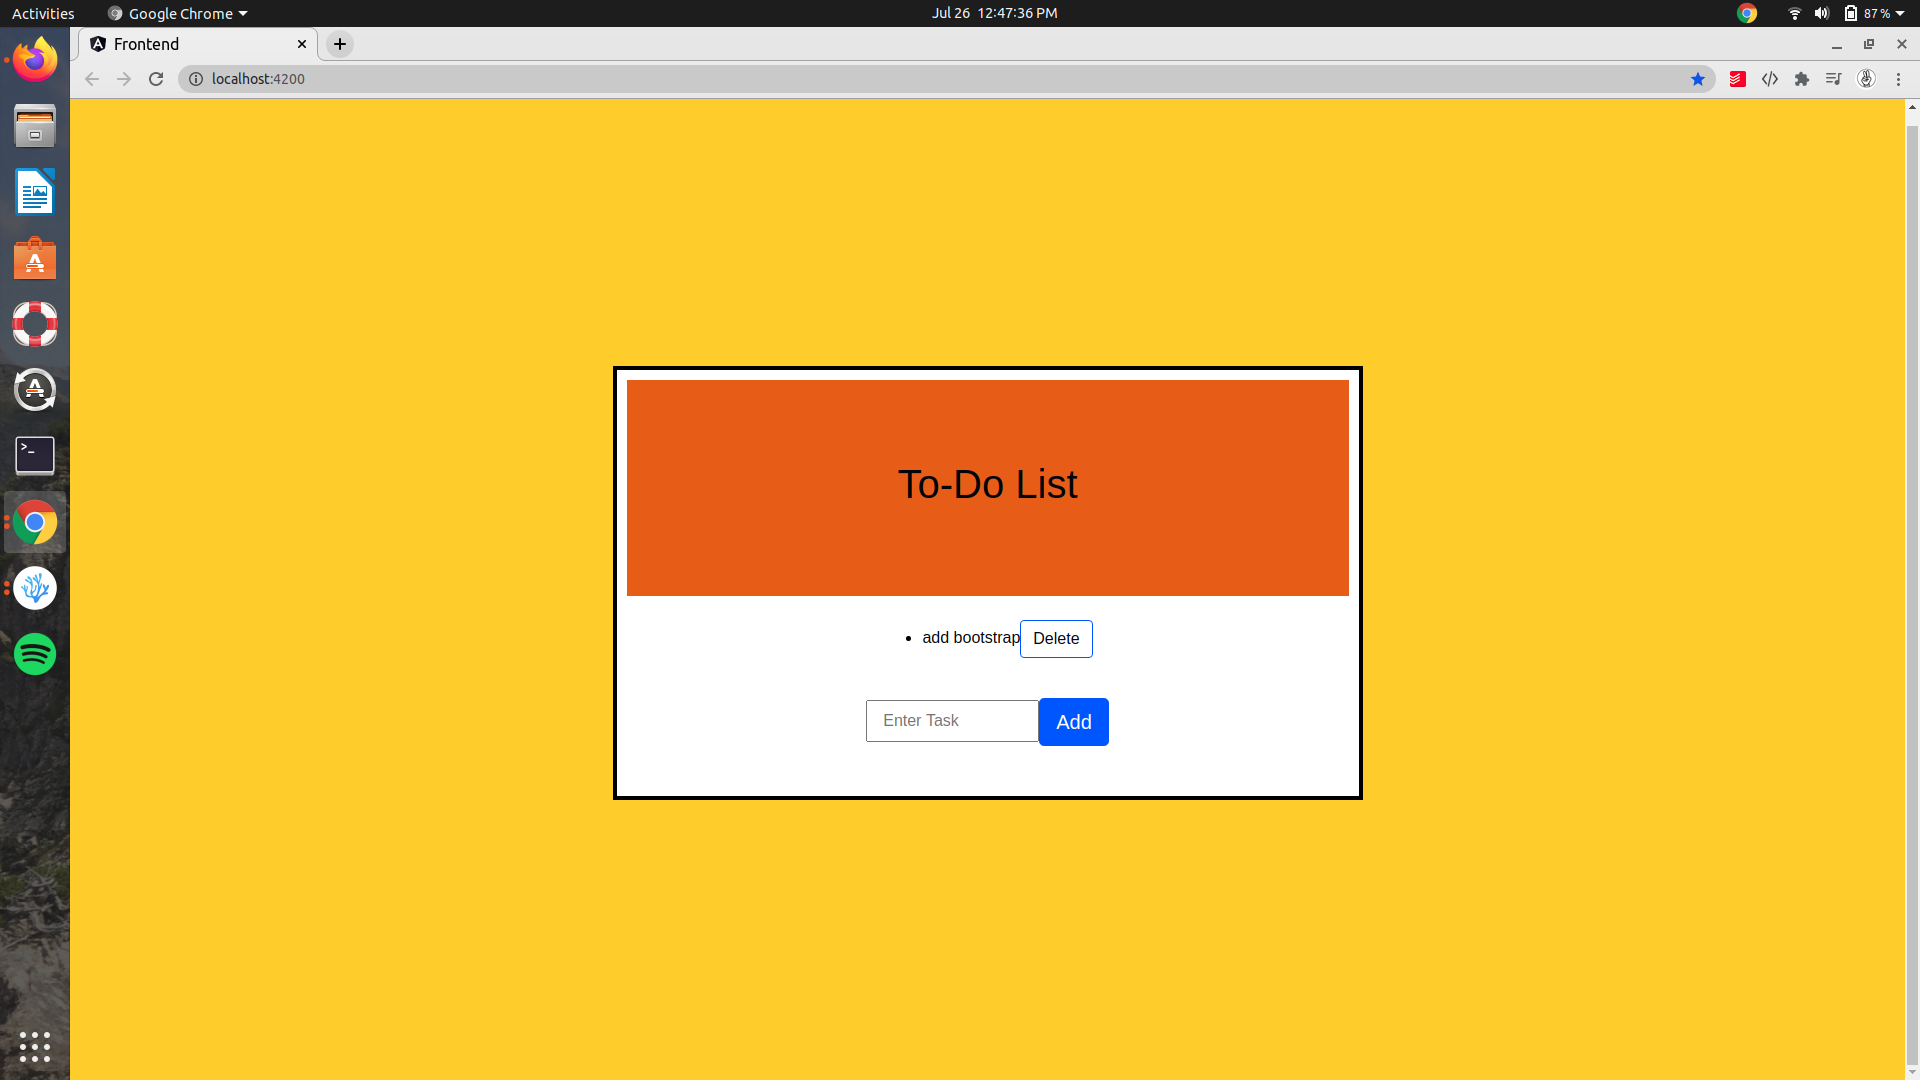 Activities
Google Chrome
Jul 26 12:47:36 PM
87 %
Frontend
localhost:4200
To-Do List
add bootstrap
Delete
Enter Task
Add